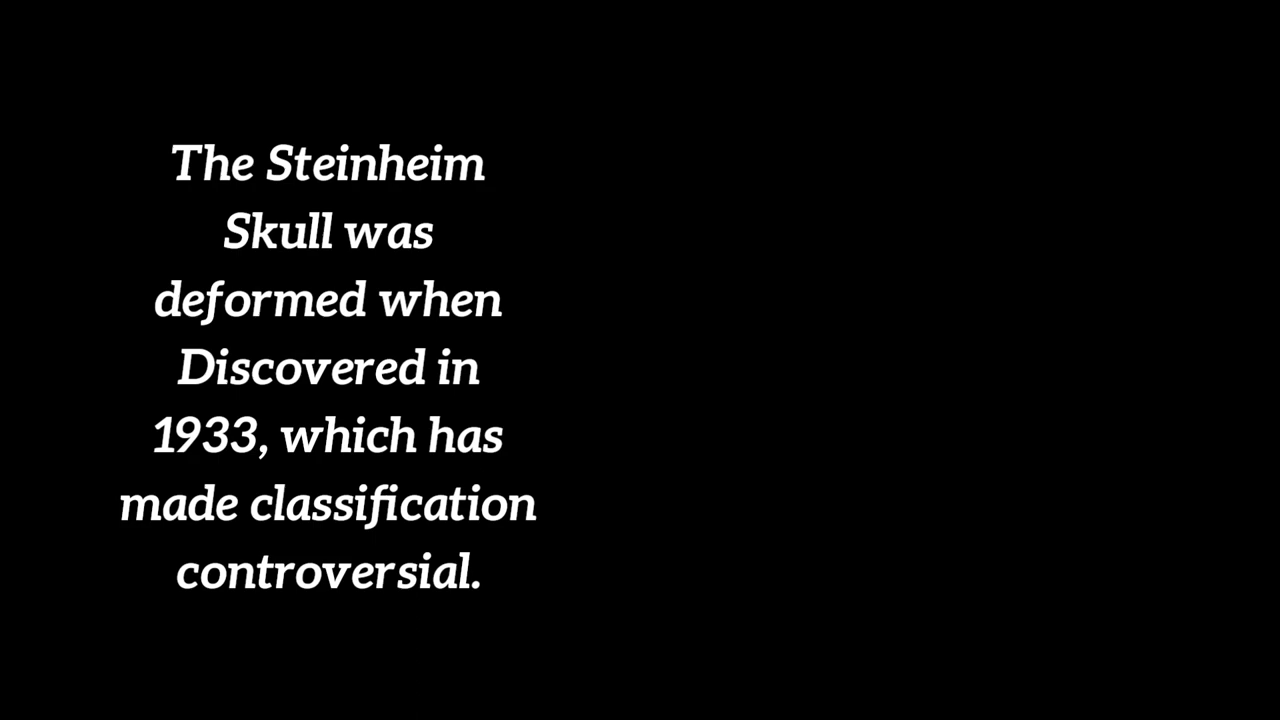 The Steinheim
Skull was
deformed when
Discovered in
1933, which has
made classification
controversial.